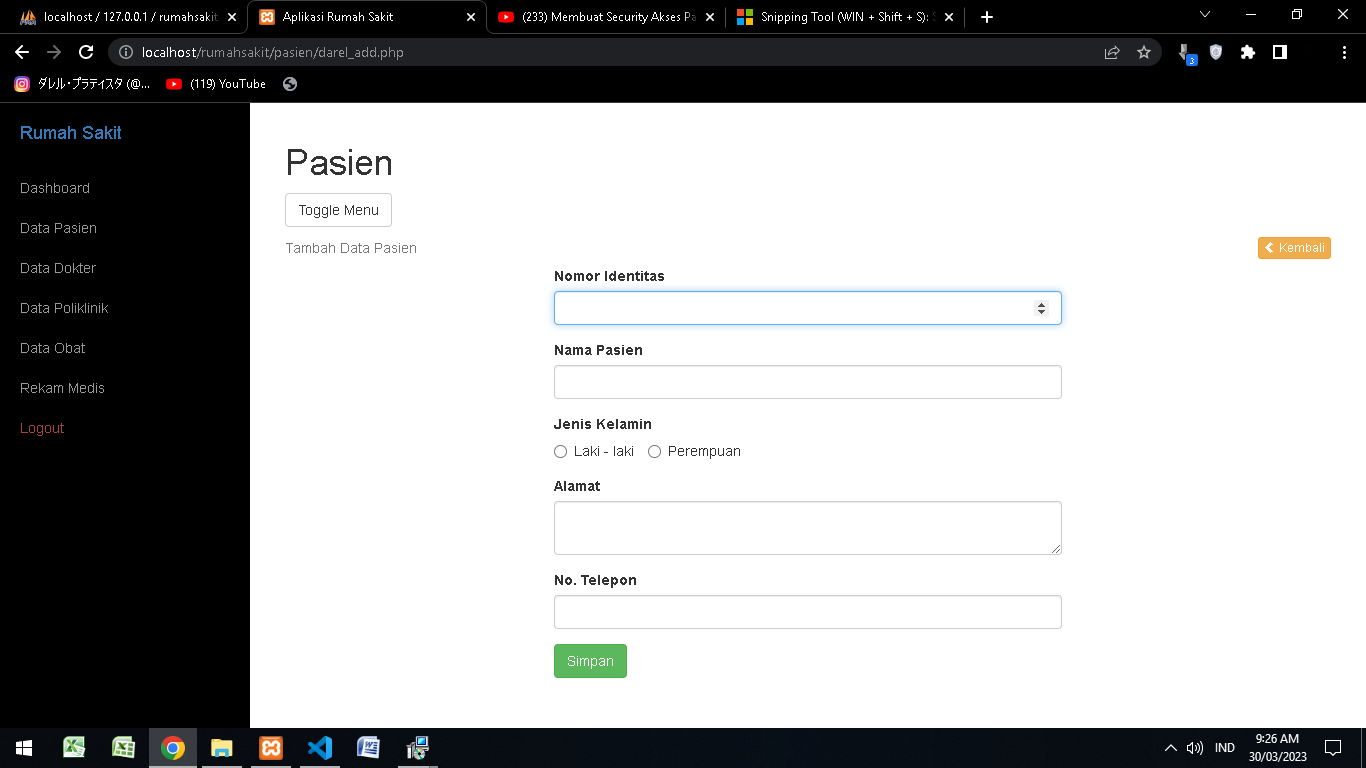 localhost / 127.0.0.1 / rumahsakit
Aplikasi Rumah Sakit
(233) Membuat Security Akses Pa
Snipping Tool (WIN + Shift + S):
localhost/rumahsakit/pasien/darel_add.php
3
ダレル・プラティスタ (@...
(119) YouTube
Rumah Sakit
Dashboard
Data Pasien
Data Dokter
Data Poliklinik
Data Obat
Rekam Medis
Logout
Pasien
Toggle Menu
Tambah Data Pasien
Kembali
Nomor Identitas
Nama Pasien
Jenis Kelamin
Laki - laki Perempuan
Alamat
No. Telepon
Simpan
IND
9:26 AM
30/03/2023